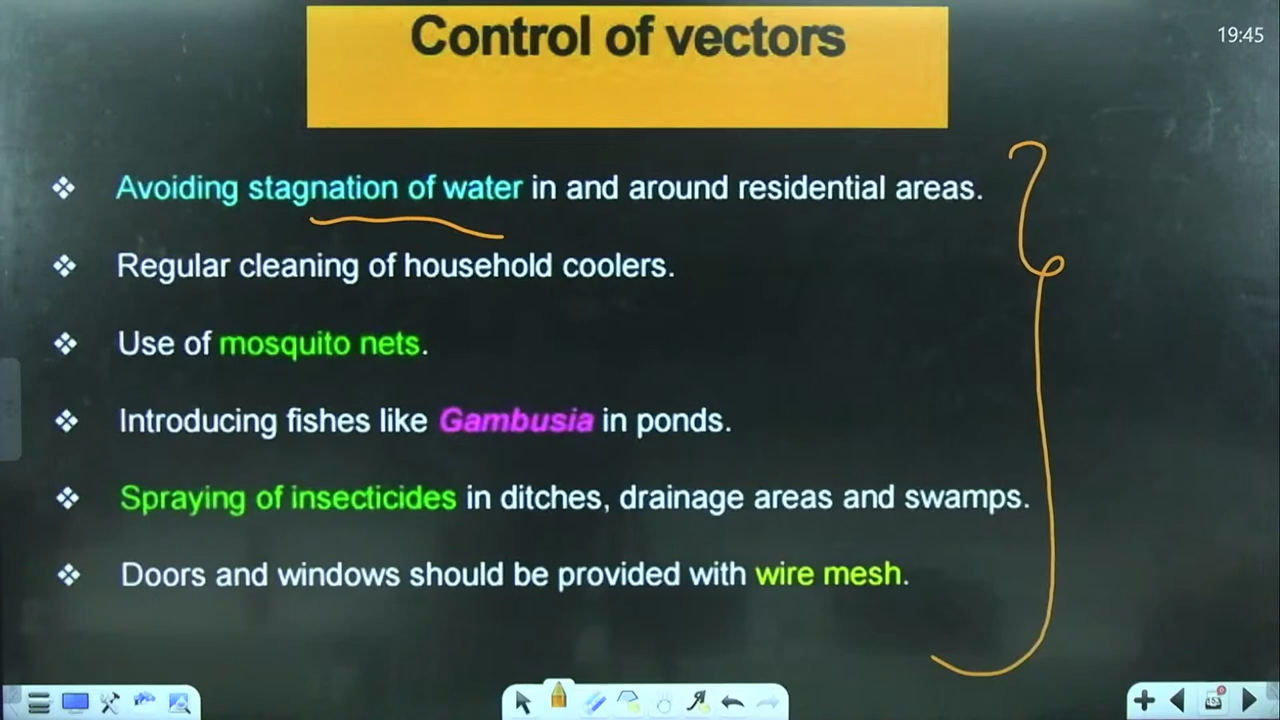 Control of vectors
19:45
❖ Avoiding stagnation of water in and around residential areas.
❖ Regular cleaning of household coolers.
❖ Use of mosquito nets.
❖ Introducing fishes like Gambusia in ponds.
❖ Spraying of insecticides in ditches, drainage areas and swamps.
❖ Doors and windows should be provided with wire mesh.